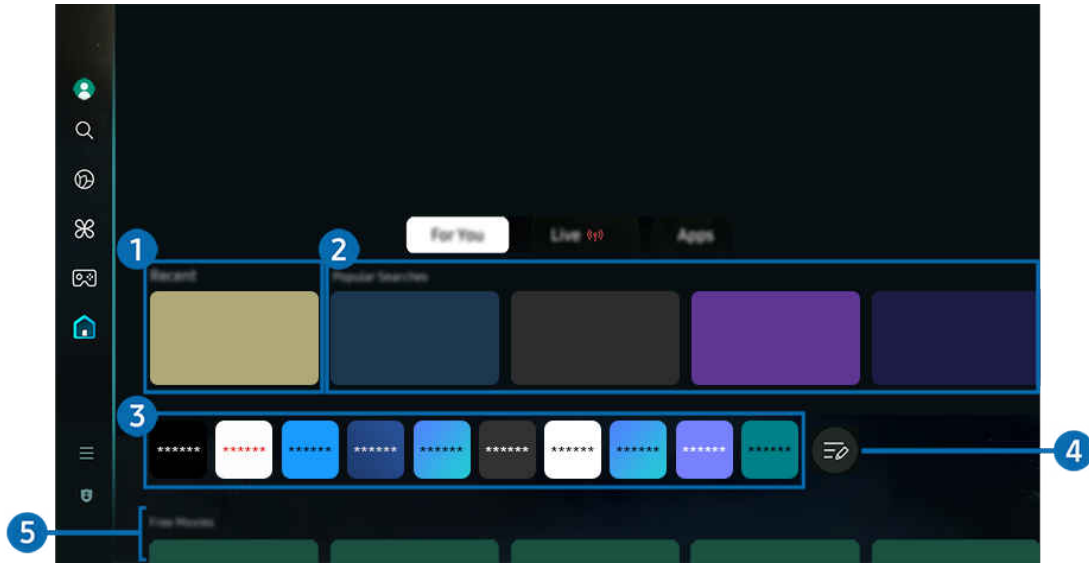 For You Live Apps
1 2
Recent Popular Searches
3
****** ****** ****** ****** ****** ****** ****** ****** ****** ******
4
5
Free Movies